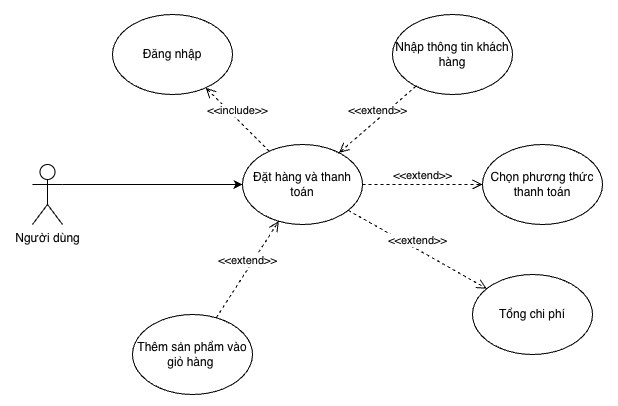 Đăng nhập
Nhập thông tin khách
hàng
<<include>>
<<extend>>
Đặt hàng và thanh
toán
<<extend>>
Chọn phương thức
thanh toán
Người dùng
<<extend>>
<<extend>>
Tổng chi phí
Thêm sản phẩm vào
giỏ hàng